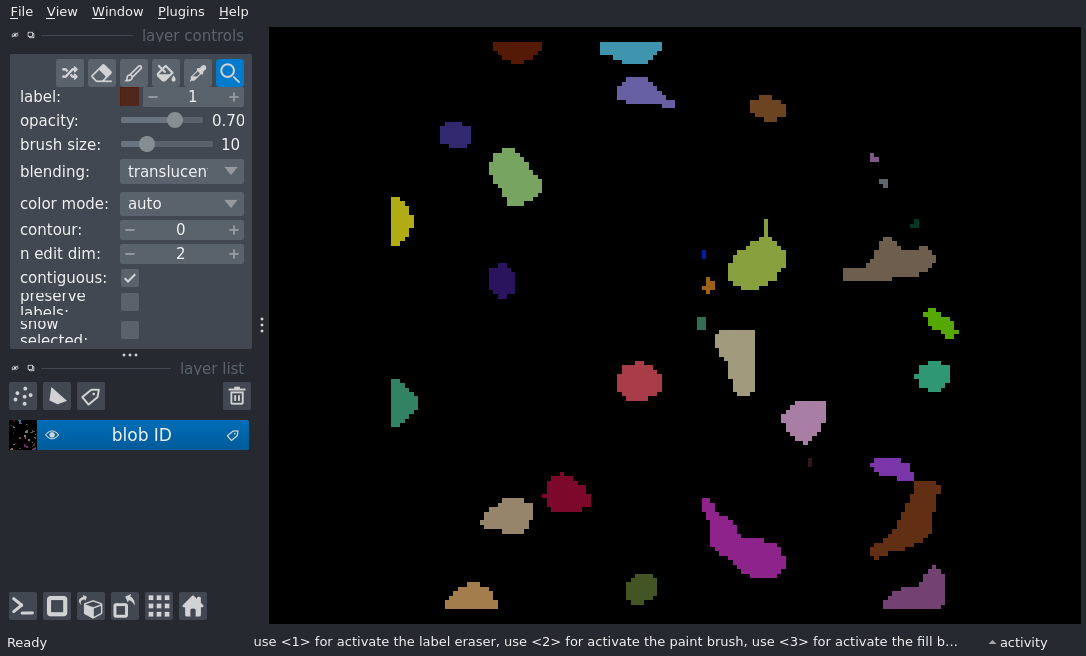 File View Window Plugins Help
layer controls
label: 1
opacity: 0.70
brush size: 10
blending: translucen
color mode: auto
contour: 0
n edit dim: 2
contiguous:
preserve
labels:
show
selected:
layer list
blob ID
Ready use <1> for activate the label eraser, use <2> for activate the paint brush, use <3> for activate the fill b... activity